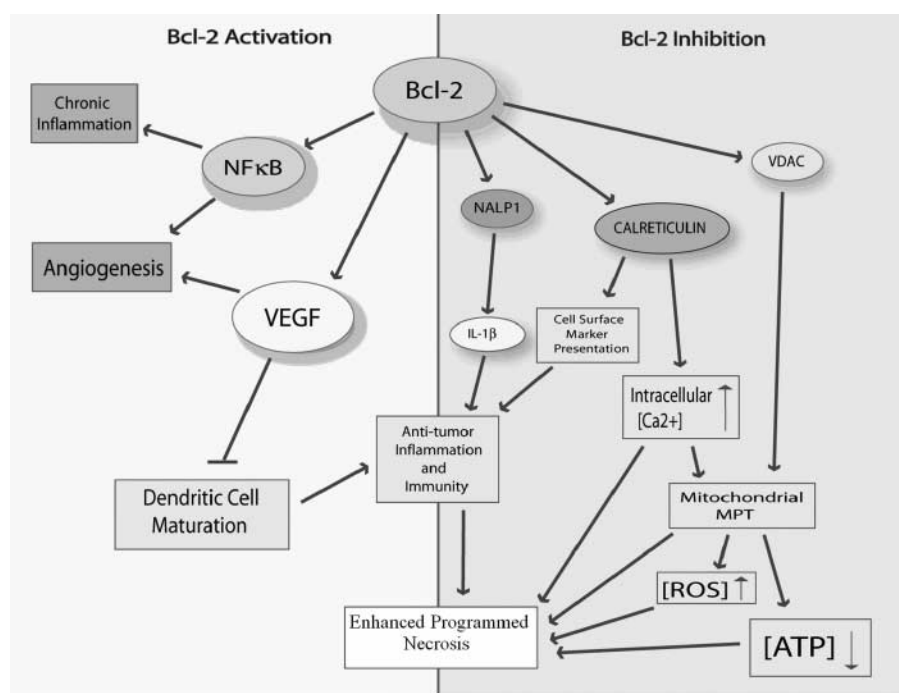 Bcl-2 Activation
Bcl-2 Inhibition
Bcl-2
Chronic
Inflammation
NFκB
VDAC
NALP1
CALRETICULIN
Angiogenesis
VEGF
IL-1β
Cell Surface
Marker
Presentation
Intracellular
[Ca2+]
Anti-tumor
Inflammation
and
Immunity
Dendritic Cell
Maturation
Mitochondrial
MPT
[ROS]
Enhanced Programmed
Necrosis
[ATP]